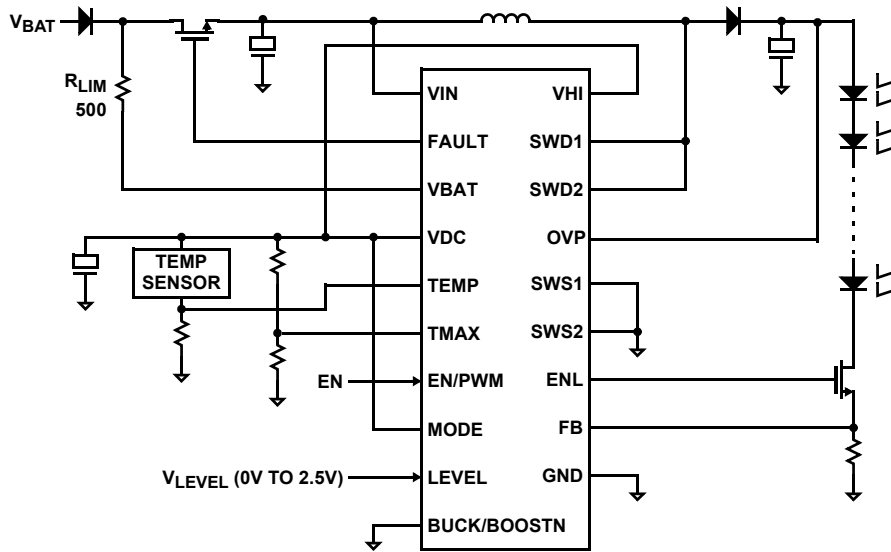 VBAT
RLIM
500
VIN
VHI
FAULT
SWD1
VBAT
SWD2
VDC
OVP
TEMP
SENSOR
TEMP
SWS1
TMAX
SWS2
EN
EN/PWM
ENL
MODE
FB
VLEVEL (0V TO 2.5V)
LEVEL
GND
BUCK/BOOSTN